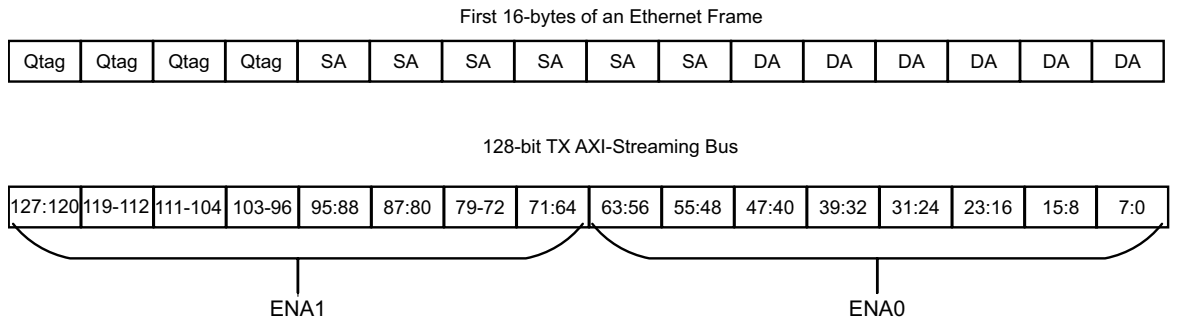 First 16-bytes of an Ethernet Frame
Qtag Qtag Qtag Qtag SA SA SA SA SA SA DA DA DA DA DA DA
128-bit TX AXI-Streaming Bus
127:120 119-112 111-104 103-96 95:88 87:80 79-72 71:64 63:56 55:48 47:40 39:32 31:24 23:16 15:8 7:0
ENA1 ENA0